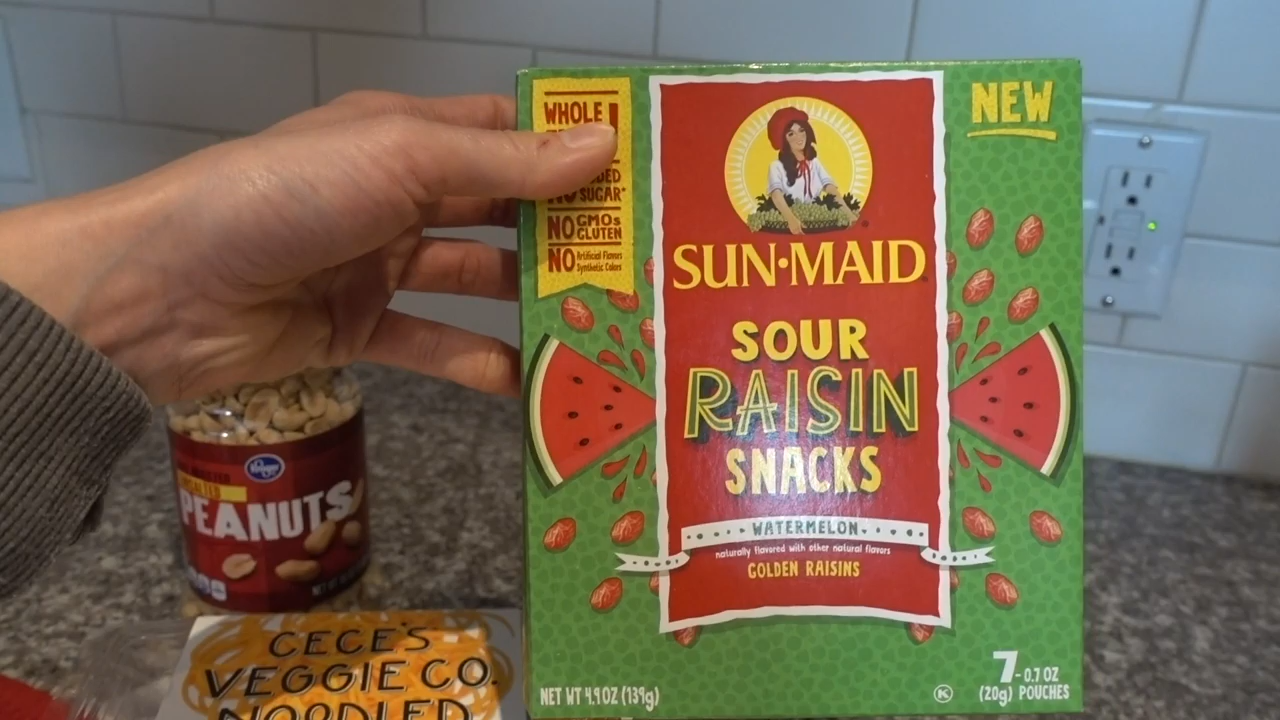 WHOLE
SUGAR*
NO GMOs
GLUTEN
NO Artificial Flavors
Synthetic Colors
NEW
SUN•MAID
SOUR
RAISIN
SNACKS
WATERMELON
naturally flavored with other natural flavors
GOLDEN RAISINS
NET WT 4.9 OZ (139g)
K
7-0.7 OZ
(20g) POUCHES
Kroger
UNSALTED
PEANUTS
CECE'S
VEGGIE CO.
NOODLED